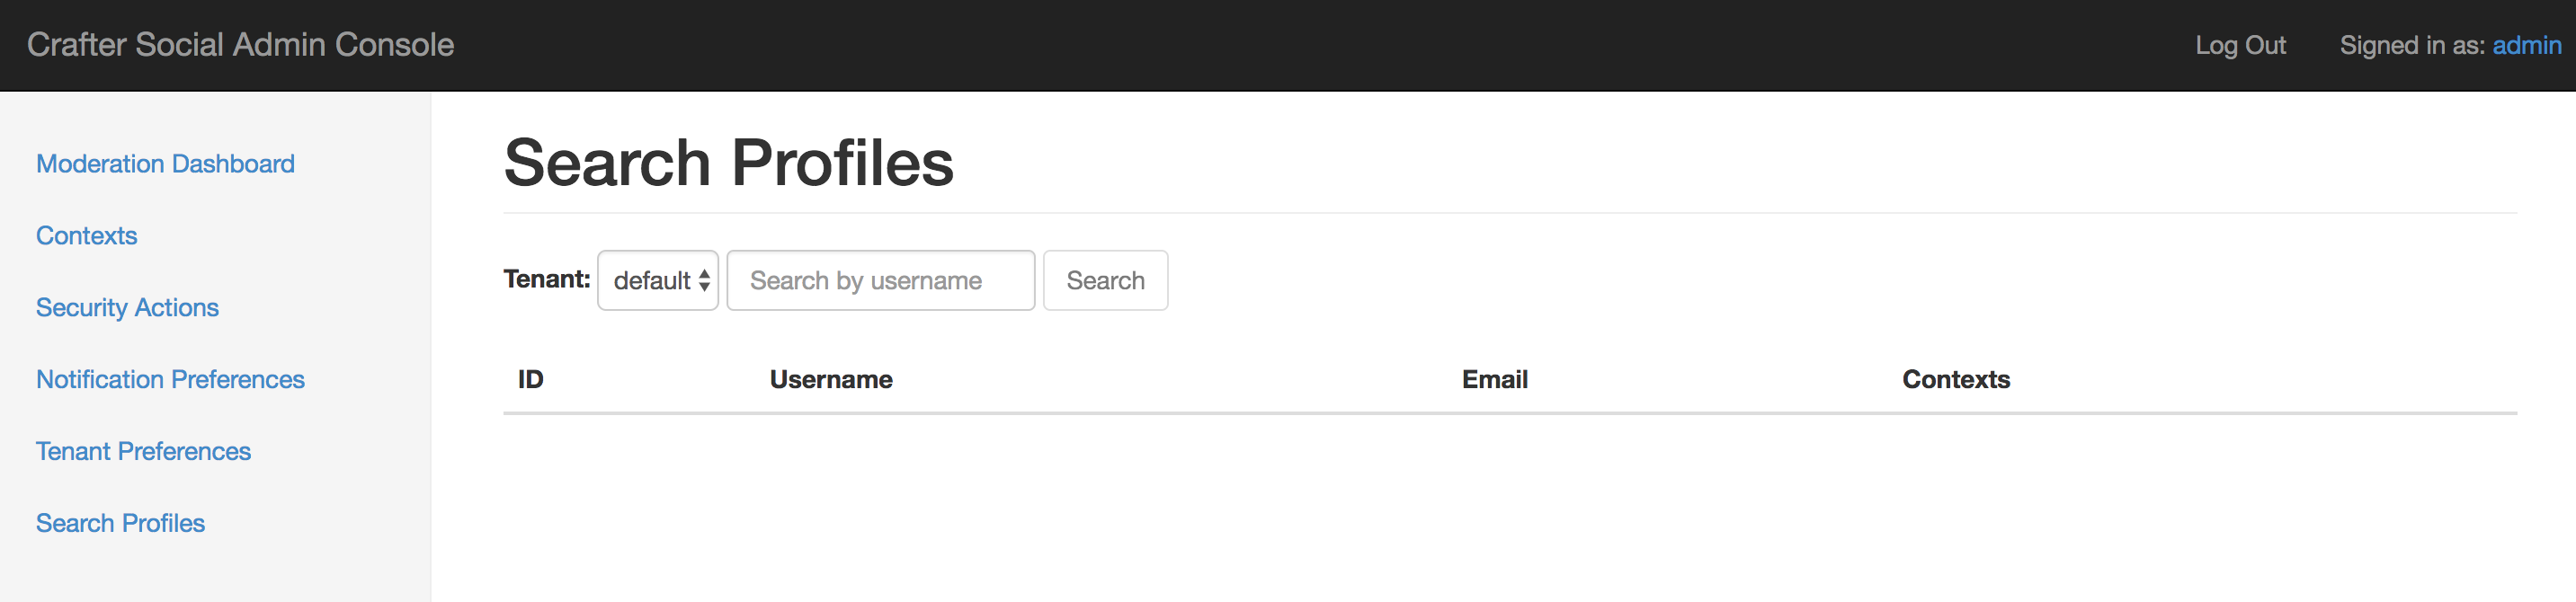 Crafter Social Admin Console Log Out Signed in as: admin
Moderation Dashboard
Contexts
Security Actions
Notification Preferences
Tenant Preferences
Search Profiles
Search Profiles
Tenant: default Search by username Search
ID Username Email Contexts